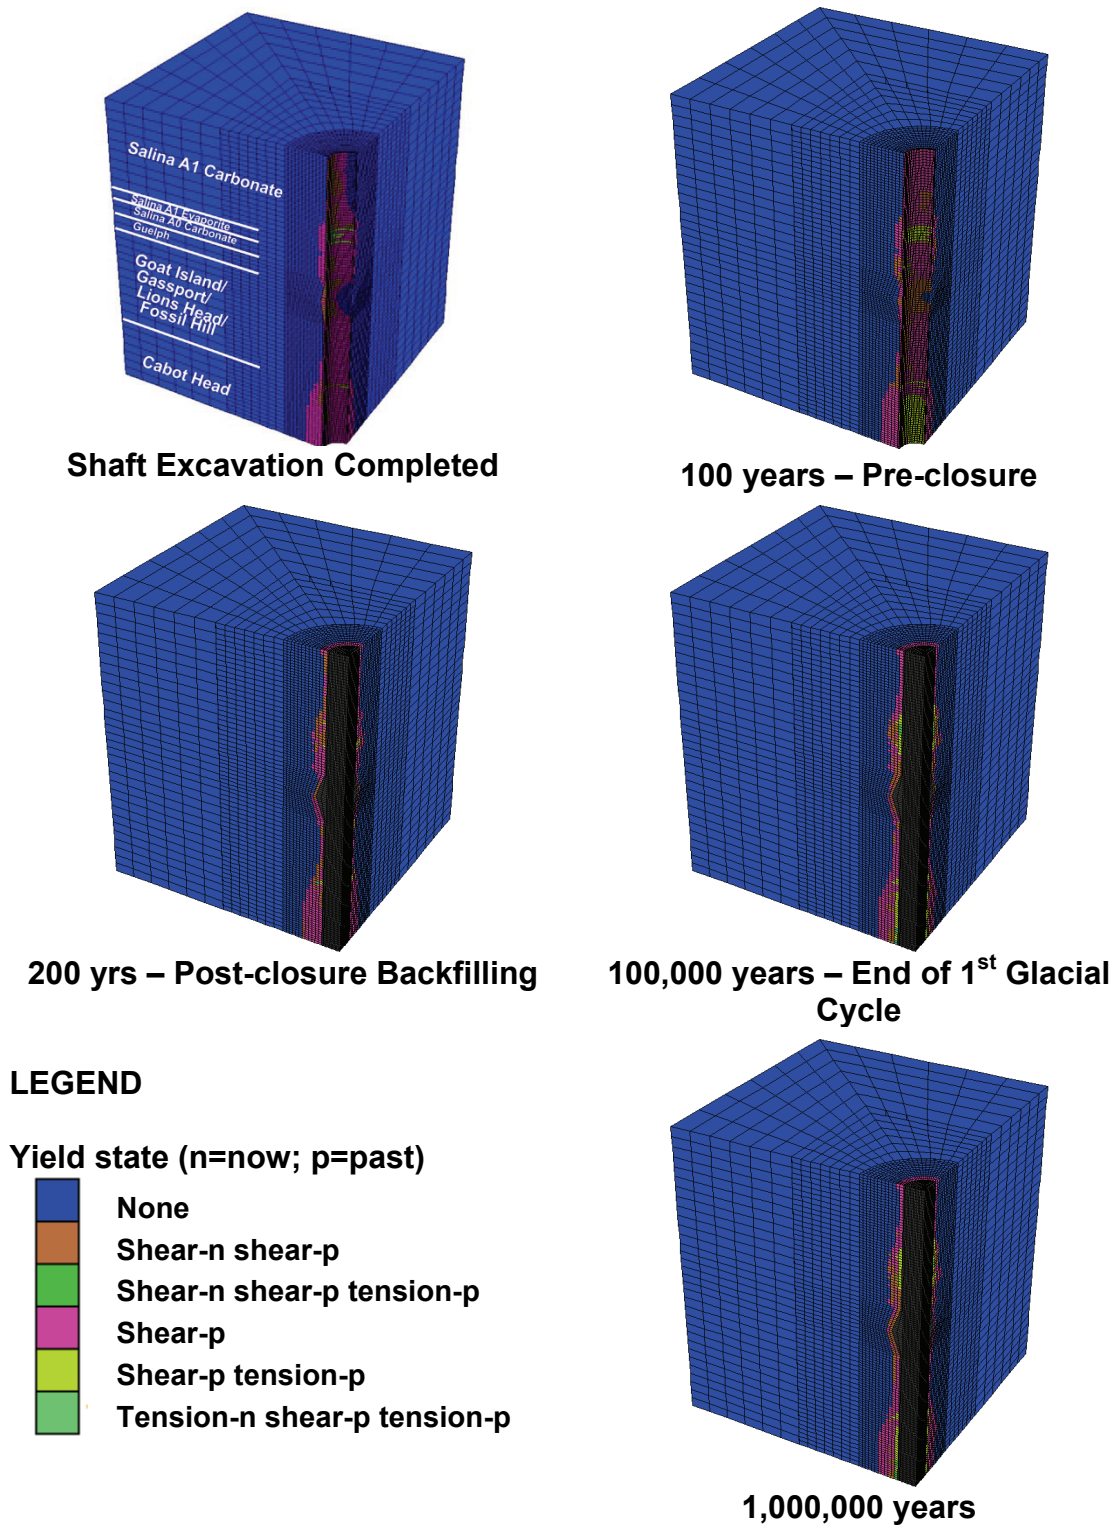 Salina A1 Carbonate
Salina A1 Evaporite
Salina A0 Carbonate
Guelph
Goat Island/
Gassport/
Lions Head/
Fossil Hill
Cabot Head
Shaft Excavation Completed
100 years – Pre-closure
200 yrs – Post-closure Backfilling
100,000 years – End of 1st Glacial
Cycle
LEGEND
Yield state (n=now; p=past)
None
Shear-n shear-p
Shear-n shear-p tension-p
Shear-p
Shear-p tension-p
Tension-n shear-p tension-p
1,000,000 years